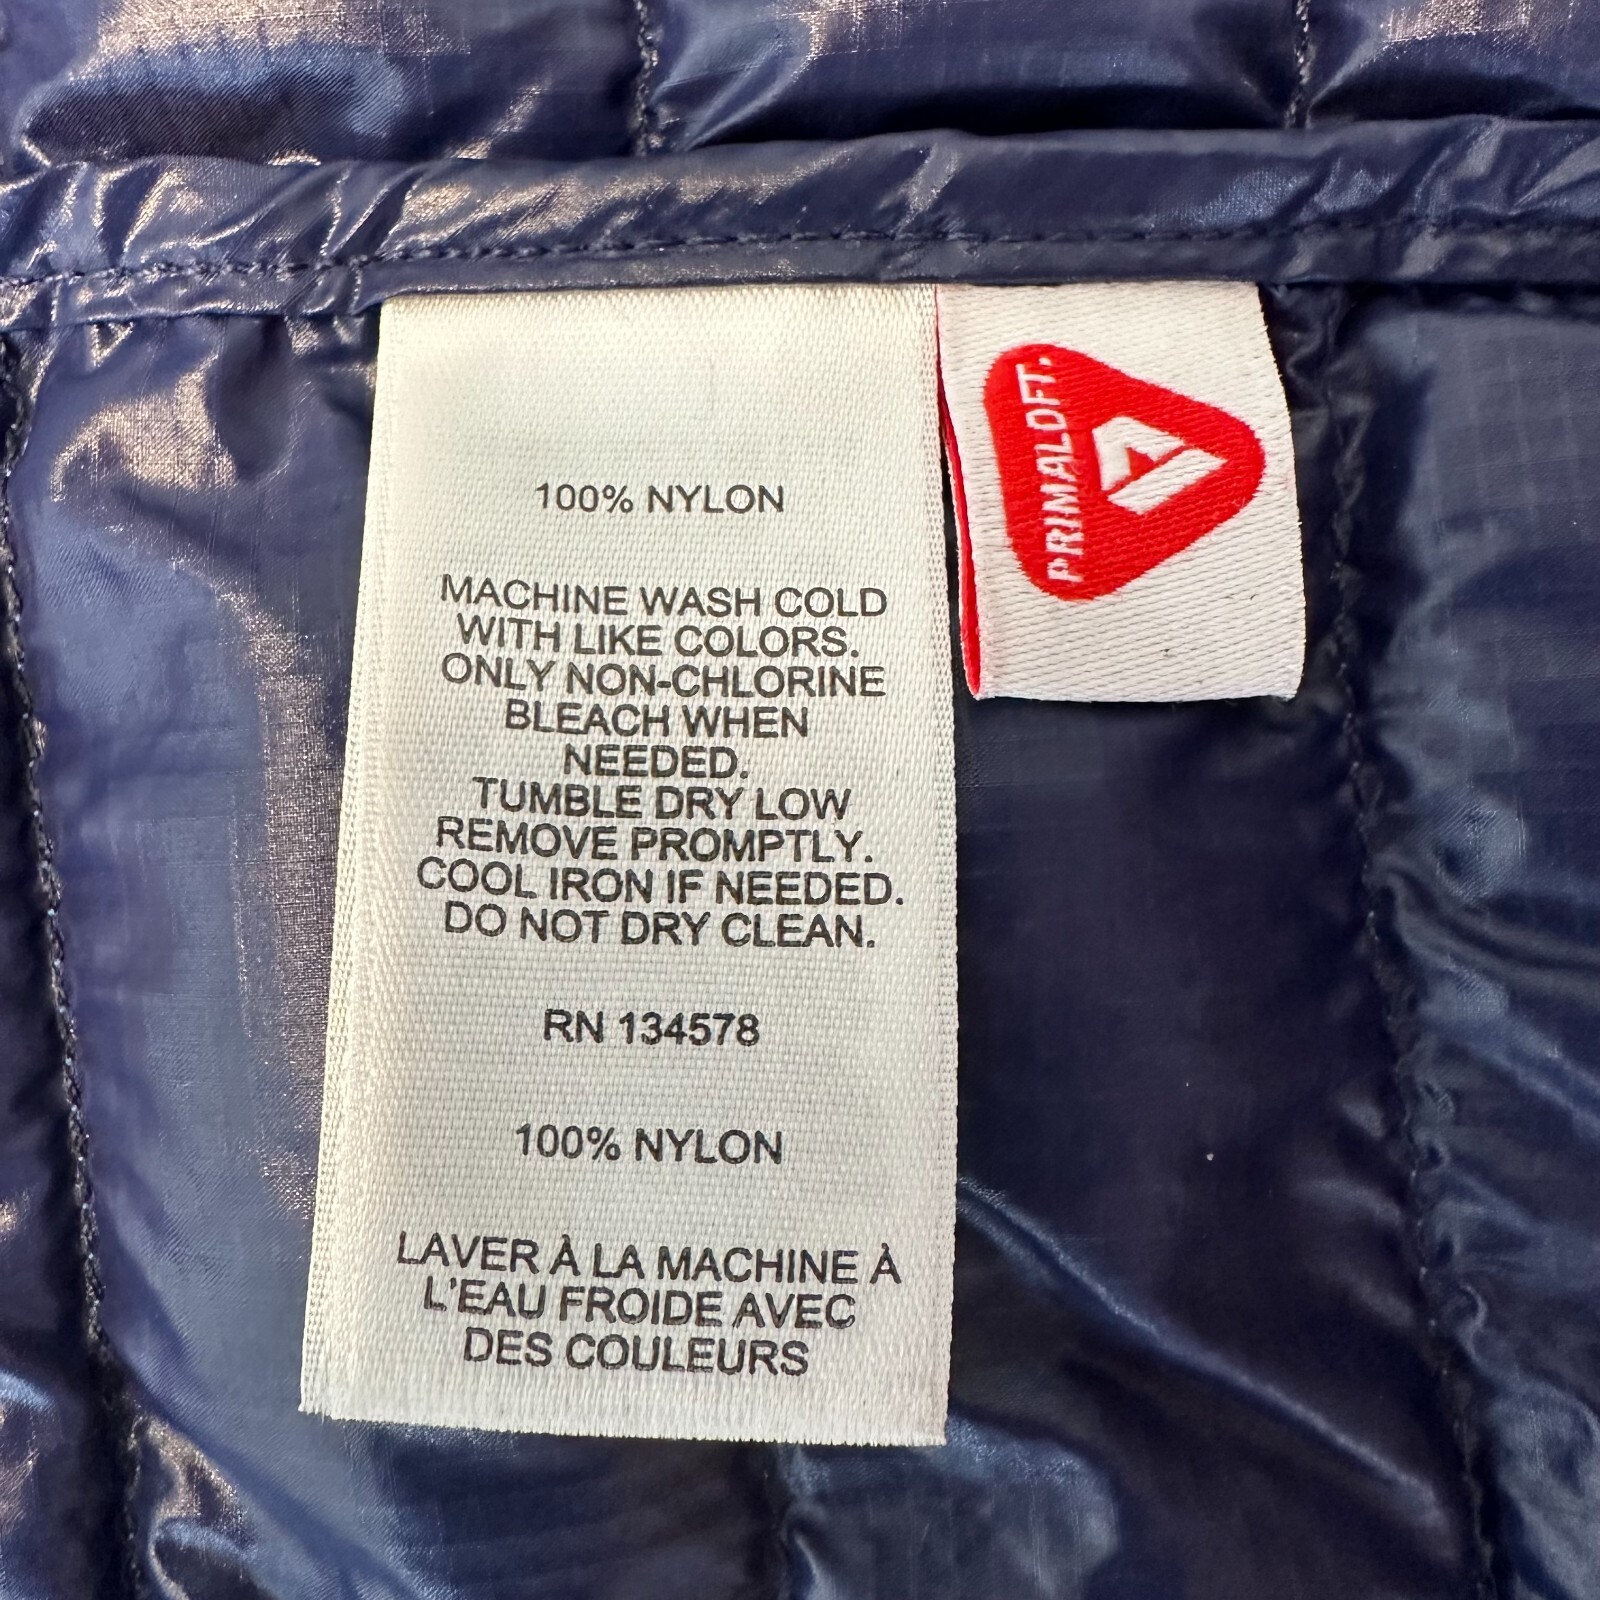 100% NYLON
MACHINE WASH COLD
WITH LIKE COLORS.
ONLY NON-CHLORINE
BLEACH WHEN
NEEDED.
TUMBLE DRY LOW
REMOVE PROMPTLY.
COOL IRON IF NEEDED.
DO NOT DRY CLEAN.
RN 134578
100% NYLON
LAVER À LA MACHINE À
L'EAU FROIDE AVEC
DES COULEURS
PRIMALOFT.